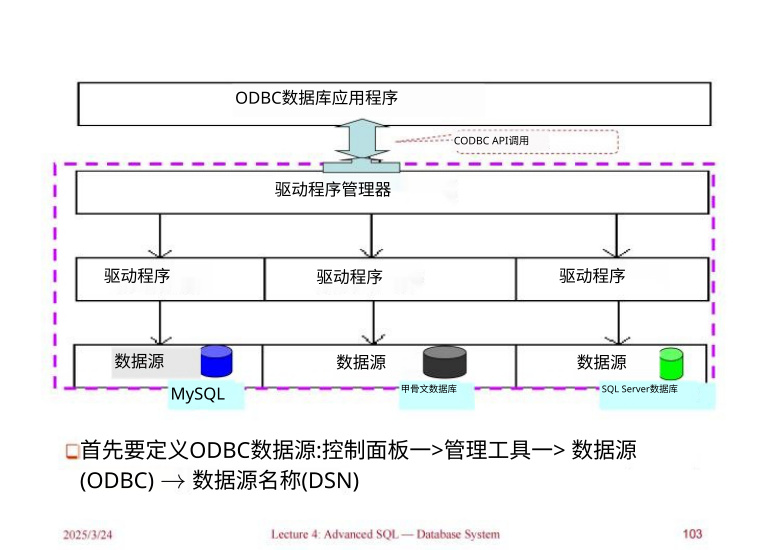 ODBC数据库应用程序
CODBC API调用
驱动程序管理器
驱动程序 驱动程序 驱动程序
数据源 数据源 数据源
MySQL 甲骨文数据库 SQL Server数据库
首先要定义ODBC数据源:控制面板一>管理工具一> 数据源
(ODBC) → 数据源名称(DSN)
2025/3/24 Lecture 4: Advanced SQL — Database System 103